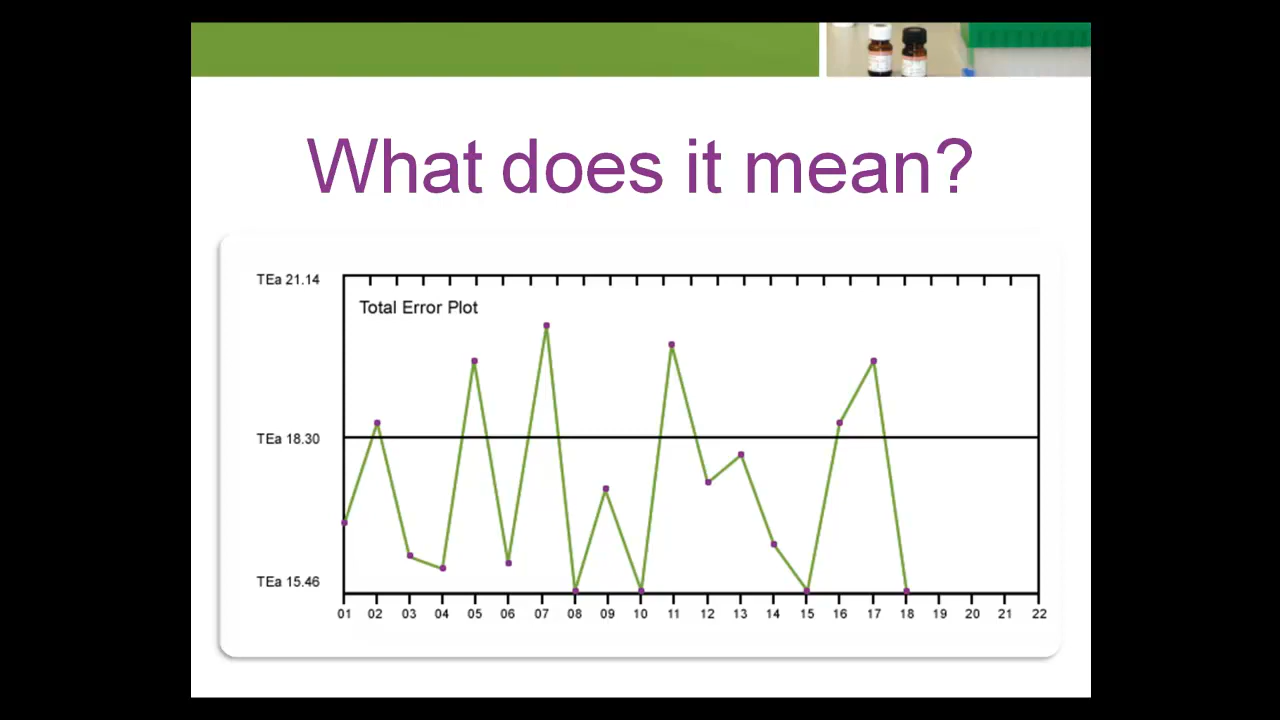 What does it mean?
TEa 21.14
Total Error Plot
TEa 18.30
TEa 15.46
01 02 03 04 05 06 07 08 09 10 11 12 13 14 15 16 17 18 19 20 21 22